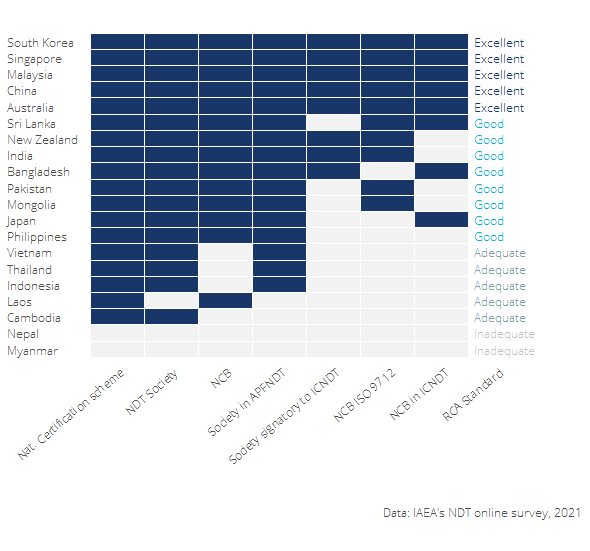 South Korea Excellent
Singapore Excellent
Malaysia Excellent
China Excellent
Australia Excellent
Sri Lanka Good
New Zealand Good
India Good
Bangladesh Good
Pakistan Good
Mongolia Good
Japan Good
Philippines Good
Vietnam Adequate
Thailand Adequate
Indonesia Adequate
Laos Adequate
Cambodia Adequate
Nepal Inadequate
Myanmar Inadequate
Nat. Certification scheme
NDT Society
NCB
Society in APFNDT
Society signatory to ICNDT
NCB ISO 9712
NCB in ICNDT
RCA Standard
Data: IAEA's NDT online survey, 2021